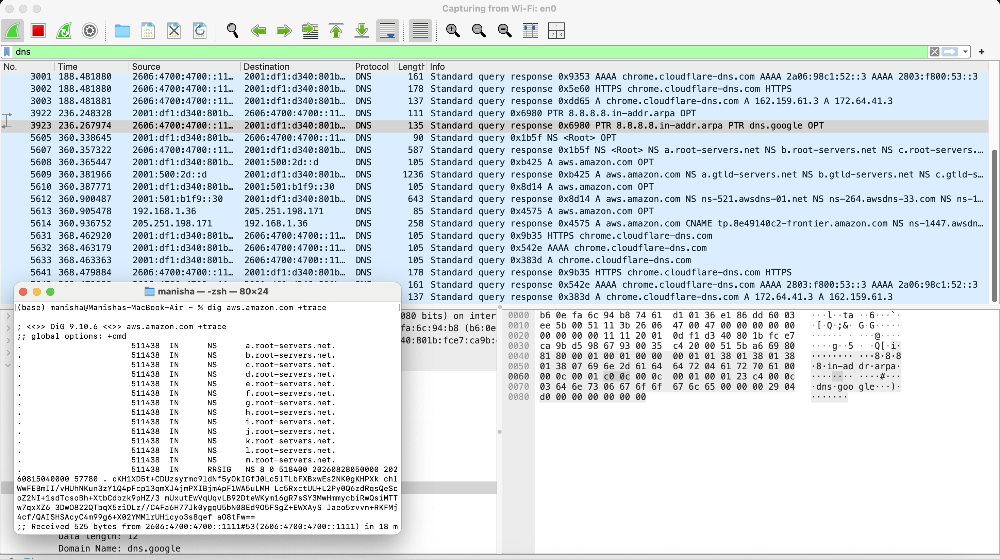 Capturing from Wi-Fi: en0
dns
No. Time Source Destination Protocol Length Info
3001 188.481880 2606:4700:4700::11… 2001:df1:d340:801b… DNS 161 Standard query response 0x9353 AAAA chrome.cloudflare-dns.com AAAA 2a06:98c1:52::3 AAAA 2803:f800:53::3
3002 188.481880 2606:4700:4700::11… 2001:df1:d340:801b… DNS 178 Standard query response 0x5e60 HTTPS chrome.cloudflare-dns.com HTTPS
3003 188.481881 2606:4700:4700::11… 2001:df1:d340:801b… DNS 137 Standard query response 0xdd65 A chrome.cloudflare-dns.com A 162.159.61.3 A 172.64.41.3
3922 236.248328 2001:df1:d340:801b… 2606:4700:4700::11… DNS 111 Standard query 0x6980 PTR 8.8.8.8.in-addr.arpa OPT
3923 236.267974 2606:4700:4700::11… 2001:df1:d340:801b… DNS 135 Standard query response 0x6980 PTR 8.8.8.8.in-addr.arpa PTR dns.google OPT
5605 360.338645 2001:df1:d340:801b… 2606:4700:4700::11… DNS 90 Standard query 0x1b5f NS <Root> OPT
5607 360.357322 2606:4700:4700::11… 2001:df1:d340:801b… DNS 587 Standard query response 0x1b5f NS <Root> NS a.root-servers.net NS b.root-servers.net NS c.root-servers.…
5608 360.365447 2001:df1:d340:801b… 2001:500:2d::d DNS 105 Standard query 0xb425 A aws.amazon.com OPT
5609 360.381966 2001:500:2d::d 2001:df1:d340:801b… DNS 1236 Standard query response 0xb425 A aws.amazon.com NS a.gtld-servers.net NS b.gtld-servers.net NS c.gtld-s…
5610 360.387771 2001:df1:d340:801b… 2001:501:b1f9::30 DNS 105 Standard query 0x8d14 A aws.amazon.com OPT
5612 360.900487 2001:501:b1f9::30 2001:df1:d340:801b… DNS 643 Standard query response 0x8d14 A aws.amazon.com NS ns-521.awsdns-01.net NS ns-264.awsdns-33.com NS ns-1…
5613 360.905478 192.168.1.36 205.251.198.171 DNS 85 Standard query 0x4575 A aws.amazon.com OPT
5614 360.936752 205.251.198.171 192.168.1.36 DNS 258 Standard query response 0x4575 A aws.amazon.com CNAME tp.8e49140c2-frontier.amazon.com NS ns-1447.awsdn…
5631 368.462920 2001:df1:d340:801b… 2606:4700:4700::11… DNS 105 Standard query 0x9b35 HTTPS chrome.cloudflare-dns.com
5632 368.463179 2001:df1:d340:801b… 2606:4700:4700::11… DNS 105 Standard query 0x542e AAAA chrome.cloudflare-dns.com
5633 368.463363 2001:df1:d340:801b… 2606:4700:4700::11… DNS 105 Standard query 0x383d A chrome.cloudflare-dns.com
5641 368.479884 2606:4700:4700::11… 2001:df1:d340:801b… DNS 178 Standard query response 0x9b35 HTTPS chrome.cloudflare-dns.com HTTPS
161 Standard query response 0x542e AAAA chrome.cloudflare-dns.com AAAA 2803:f800:53::3 AAAA 2a06:98c1:52::3
137 Standard query response 0x383d A chrome.cloudflare-dns.com A 172.64.41.3 A 162.159.61.3
manisha — -zsh — 80×24
(base) manisha@Manishas-MacBook-Air ~ % dig aws.amazon.com +trace
; <<>> DiG 9.10.6 <<>> aws.amazon.com +trace
;; global options: +cmd
. 511438 IN NS a.root-servers.net.
. 511438 IN NS b.root-servers.net.
. 511438 IN NS c.root-servers.net.
. 511438 IN NS d.root-servers.net.
. 511438 IN NS e.root-servers.net.
. 511438 IN NS f.root-servers.net.
. 511438 IN NS g.root-servers.net.
. 511438 IN NS h.root-servers.net.
. 511438 IN NS i.root-servers.net.
. 511438 IN NS j.root-servers.net.
. 511438 IN NS k.root-servers.net.
. 511438 IN NS l.root-servers.net.
. 511438 IN NS m.root-servers.net.
. 511438 IN RRSIG NS 8 0 518400 20260828050000 202
60815040000 57780 . cKH1XD5t+CDUzsyrmo9ldNf5yOkIGfJ0Lc5lTLbFXBxwEs2NK0gKHPXk chl
WwFEBmII/vHUhNKun3zY1Q4pFcp13qmXJ4jmPXIBjm4pF1WA5uLMH Lc5RxctUU+L2Py0Q6zdRqsQeSc
oZ2NI+1sdTcsoBh+XtbCdbzk9pHZ/3 mUxutEwVqUqvLB92DteWKym16gR7sSY3MwHmmycbiRwQsiMTT
w7qxXZ6 3DwO822QTbqX5ziOLz//C4Fa6H77Jk0ygqU5bN08Ed9O5FSgZ+EWXAyS Jaeo5rvvn+RKFMj
4cf/QAISHSAcyC4m99g6+X02YMMlrUHicyo3s8qef aO8tFw==
;; Received 525 bytes from 2606:4700:4700::1111#53(2606:4700:4700::1111) in 18 m
080 bits) on inter
fa:6c:94:b8 (b6:0e
40:801b:fce7:ca9b:
Data length: 12
Domain Name: dns.google
0000 b6 0e fa 6c 94 b8 74 61 d1 01 36 e1 86 dd 60 03 ···l··ta ··6···`·
0010 ee 5b 00 51 11 3b 26 06 47 00 47 00 00 00 00 00 ·[·Q·;&· G·G·····
0020 00 00 00 00 11 11 20 01 0d f1 d3 40 80 1b fc e7 ······ · ···@····
0030 ca 9b d5 98 67 93 00 35 c4 20 00 51 5b a6 69 80 ····g··5 · ·Q[·i·
0040 81 80 00 01 00 01 00 00 00 01 01 38 01 38 01 38 ········ ···8·8·8
0050 01 38 07 69 6e 2d 61 64 64 72 04 61 72 70 61 00 ·8·in-ad dr·arpa·
0060 00 0c 00 01 c0 0c 00 0c 00 01 00 01 23 c4 00 0c ········ ····#···
0070 03 64 6e 73 06 67 6f 6f 67 6c 65 00 00 00 29 04 ·dns·goo gle···)·
0080 d0 00 00 00 00 00 00 ·······